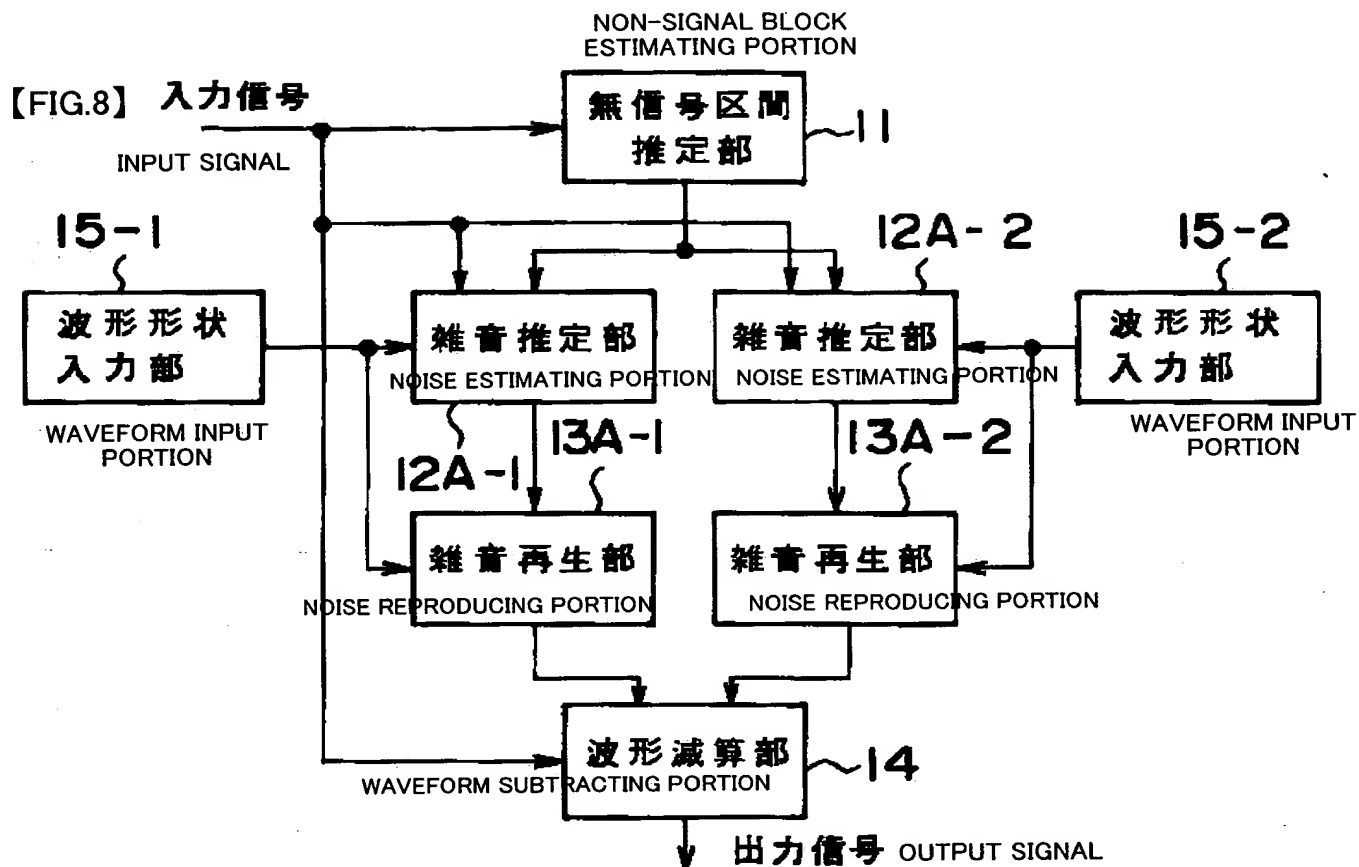 NON-SIGNAL BLOCK
ESTIMATING PORTION
【FIG.8】 入力信号
INPUT SIGNAL
無信号区間
推定部
11
15-1
12A-2
15-2
波形形状
入力部
雑音推定部
NOISE ESTIMATING PORTION
雑音推定部
NOISE ESTIMATING PORTION
波形形状
入力部
WAVEFORM INPUT
PORTION
12A-1
13A-1
13A-2
WAVEFORM INPUT
PORTION
雑音再生部
NOISE REPRODUCING PORTION
雑音再生部
NOISE REPRODUCING PORTION
波形減算部
WAVEFORM SUBTRACTING PORTION
14
出力信号 OUTPUT SIGNAL